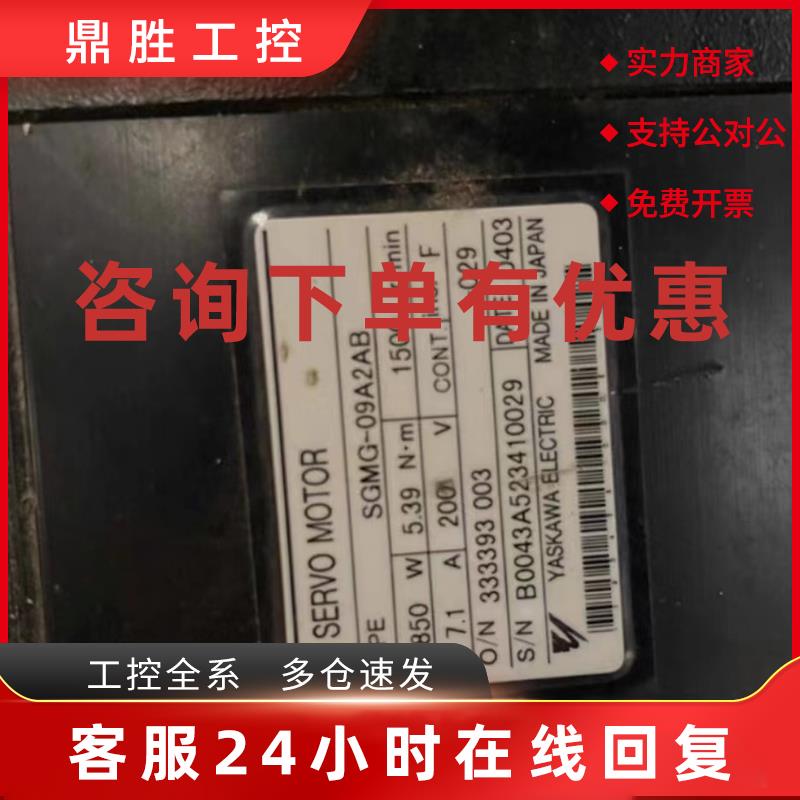 鼎胜工控
实力商家
支持公对公
免费开票
咨询下单有优惠
SERVO MOTOR
SGMG-09A2AB
850 W 5.39 N·m
7.1 A 200 V CONT.
O/N 333393 003
S/N B0043A523410029
YASKAWA ELECTRIC MADE IN JAPAN
工控全系 多仓速发
客服24小时在线回复